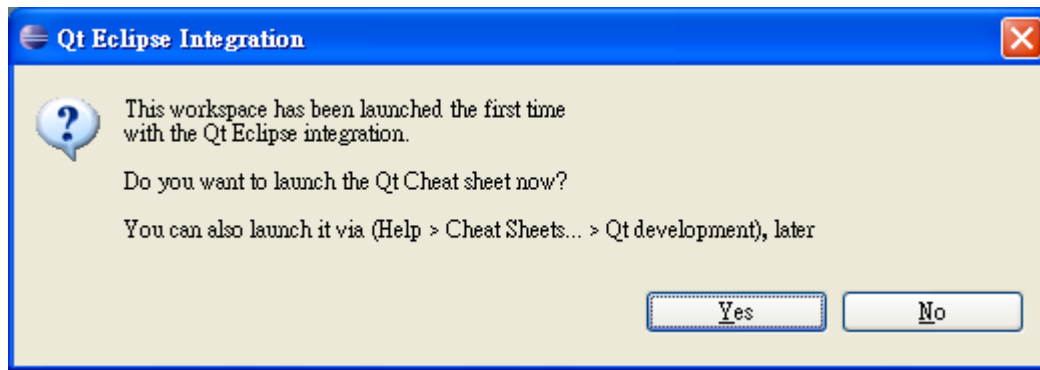 Qt Eclipse Integration
This workspace has been launched the first time
with the Qt Eclipse integration.
Do you want to launch the Qt Cheat sheet now?
You can also launch it via (Help > Cheat Sheets... > Qt development), later
Yes No